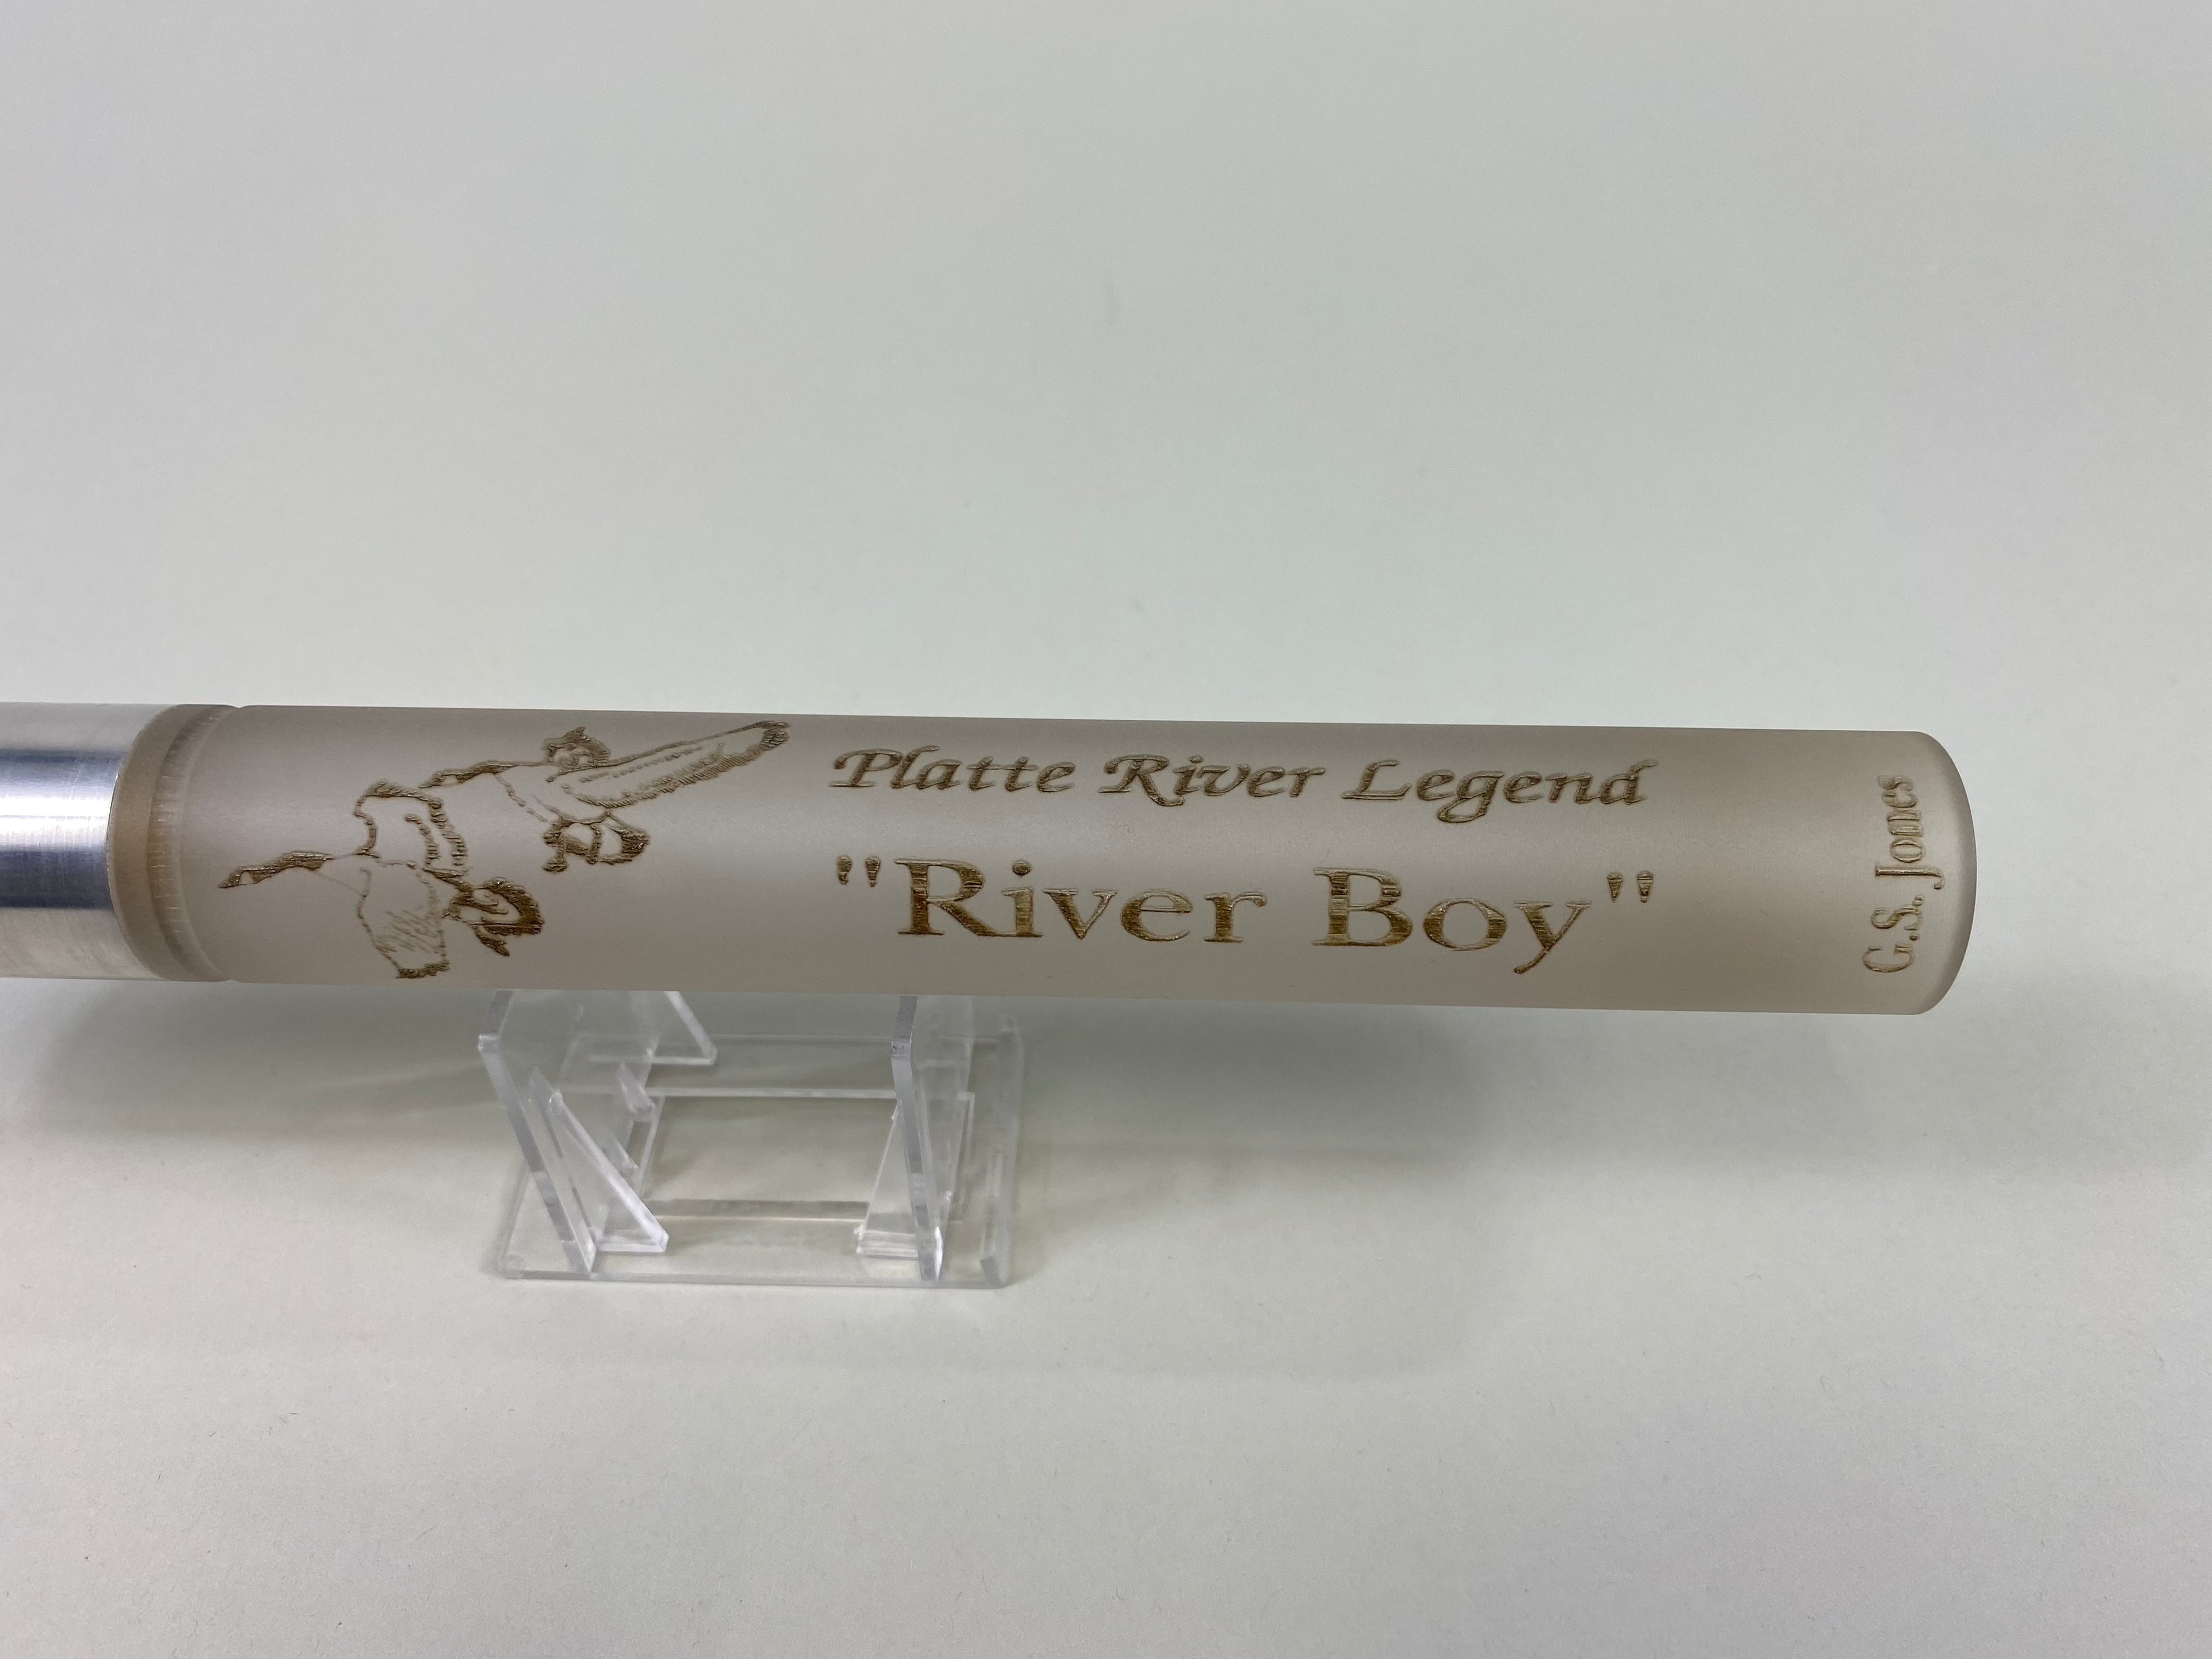 Platte River Legend
"River Boy"
G.S. Jones